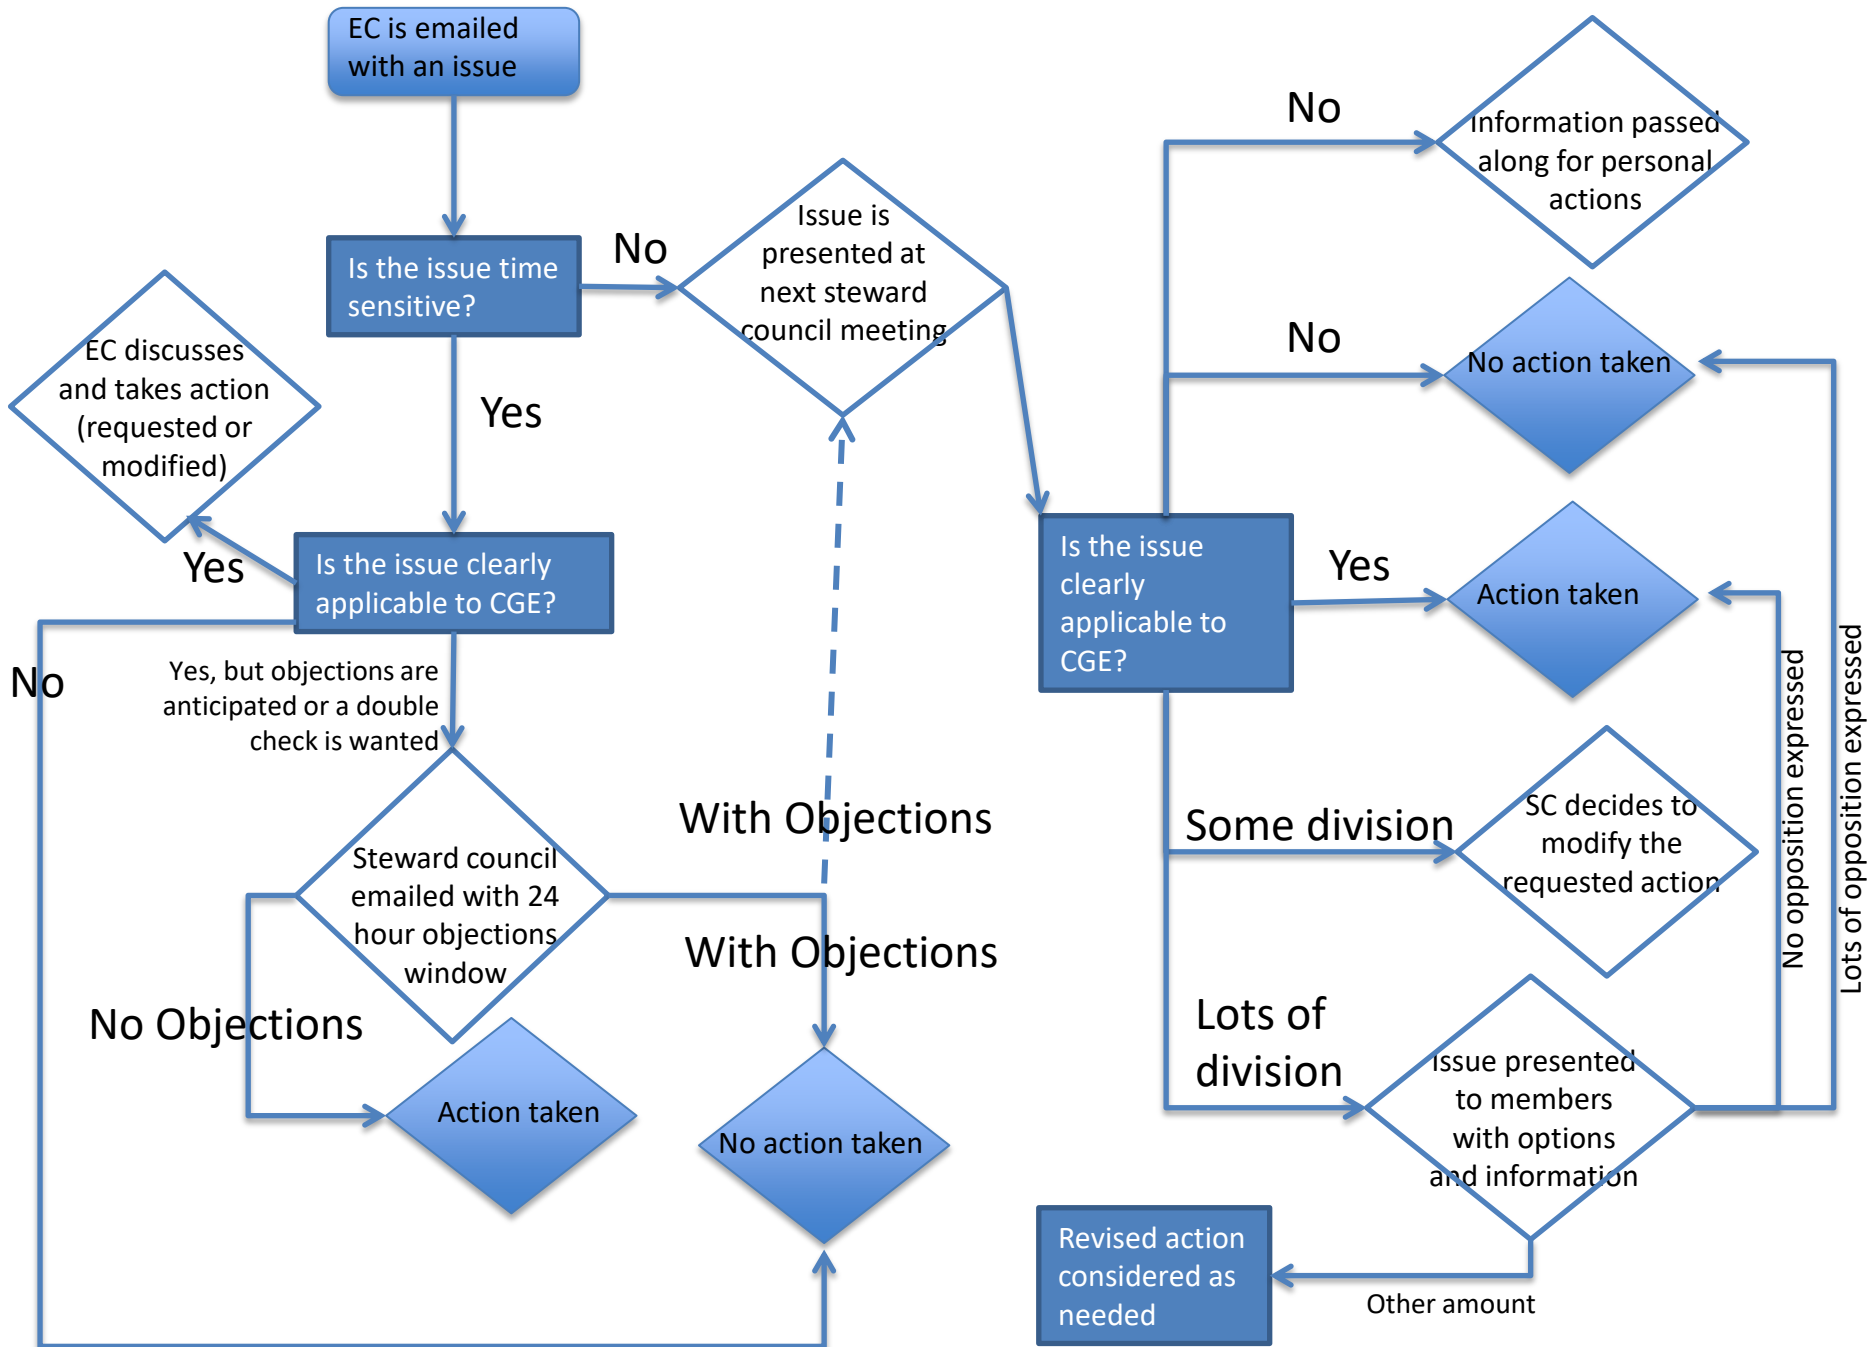 EC is emailed
with an issue
Is the issue time
sensitive?
No
Issue is
presented at
next steward
council meeting
Yes
EC discusses
and takes action
(requested or
modified)
Yes
Is the issue clearly
applicable to CGE?
No
Yes, but objections are
anticipated or a double
check is wanted
Steward council
emailed with 24
hour objections
window
With Objections
With Objections
No Objections
Action taken
No action taken
No
Information passed
along for personal
actions
No
No action taken
Is the issue
clearly
applicable to
CGE?
Yes
Action taken
Some division
SC decides to
modify the
requested action
Lots of
division
Issue presented
to members
with options
and information
No opposition expressed
Lots of opposition expressed
Other amount
Revised action
considered as
needed